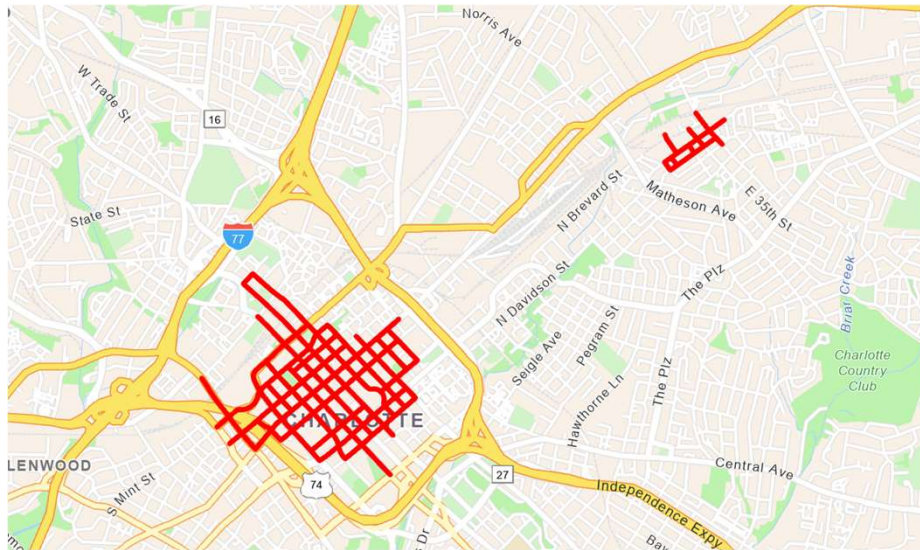 Norris Ave
W Trade St
16
E 35th St
Matheson Ave
N Brevard St
State St
77
The Plz
N Davidson St
Briar Creek
Pegram St
Seigle Ave
Charlotte
Country
Club
The Plz
Hawthorne Ln
CHARLOTTE
LENWOOD
S Mint St
Central Ave
27
74
Independence Expy